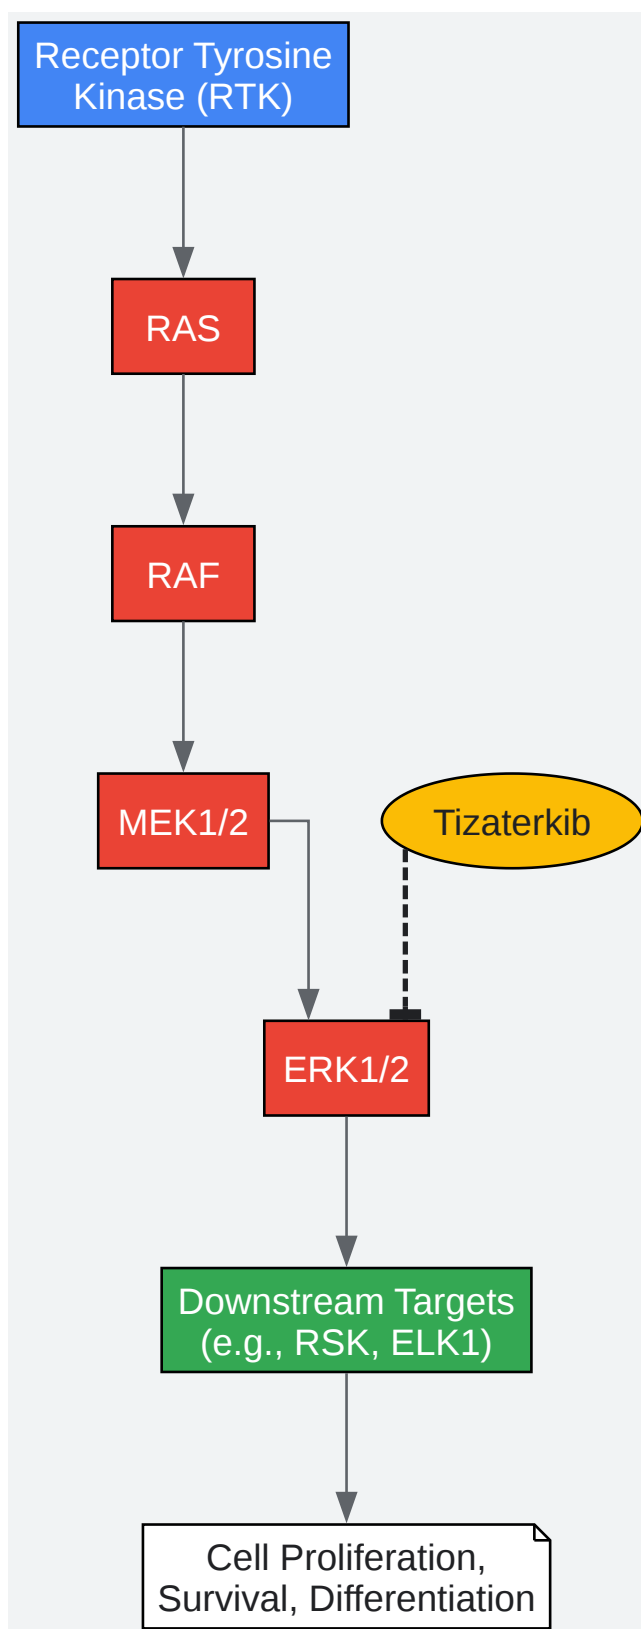 Receptor Tyrosine
Kinase (RTK)
RAS
RAF
MEK1/2
Tizaterkib
ERK1/2
Downstream Targets
(e.g., RSK, ELK1)
Cell Proliferation,
Survival, Differentiation